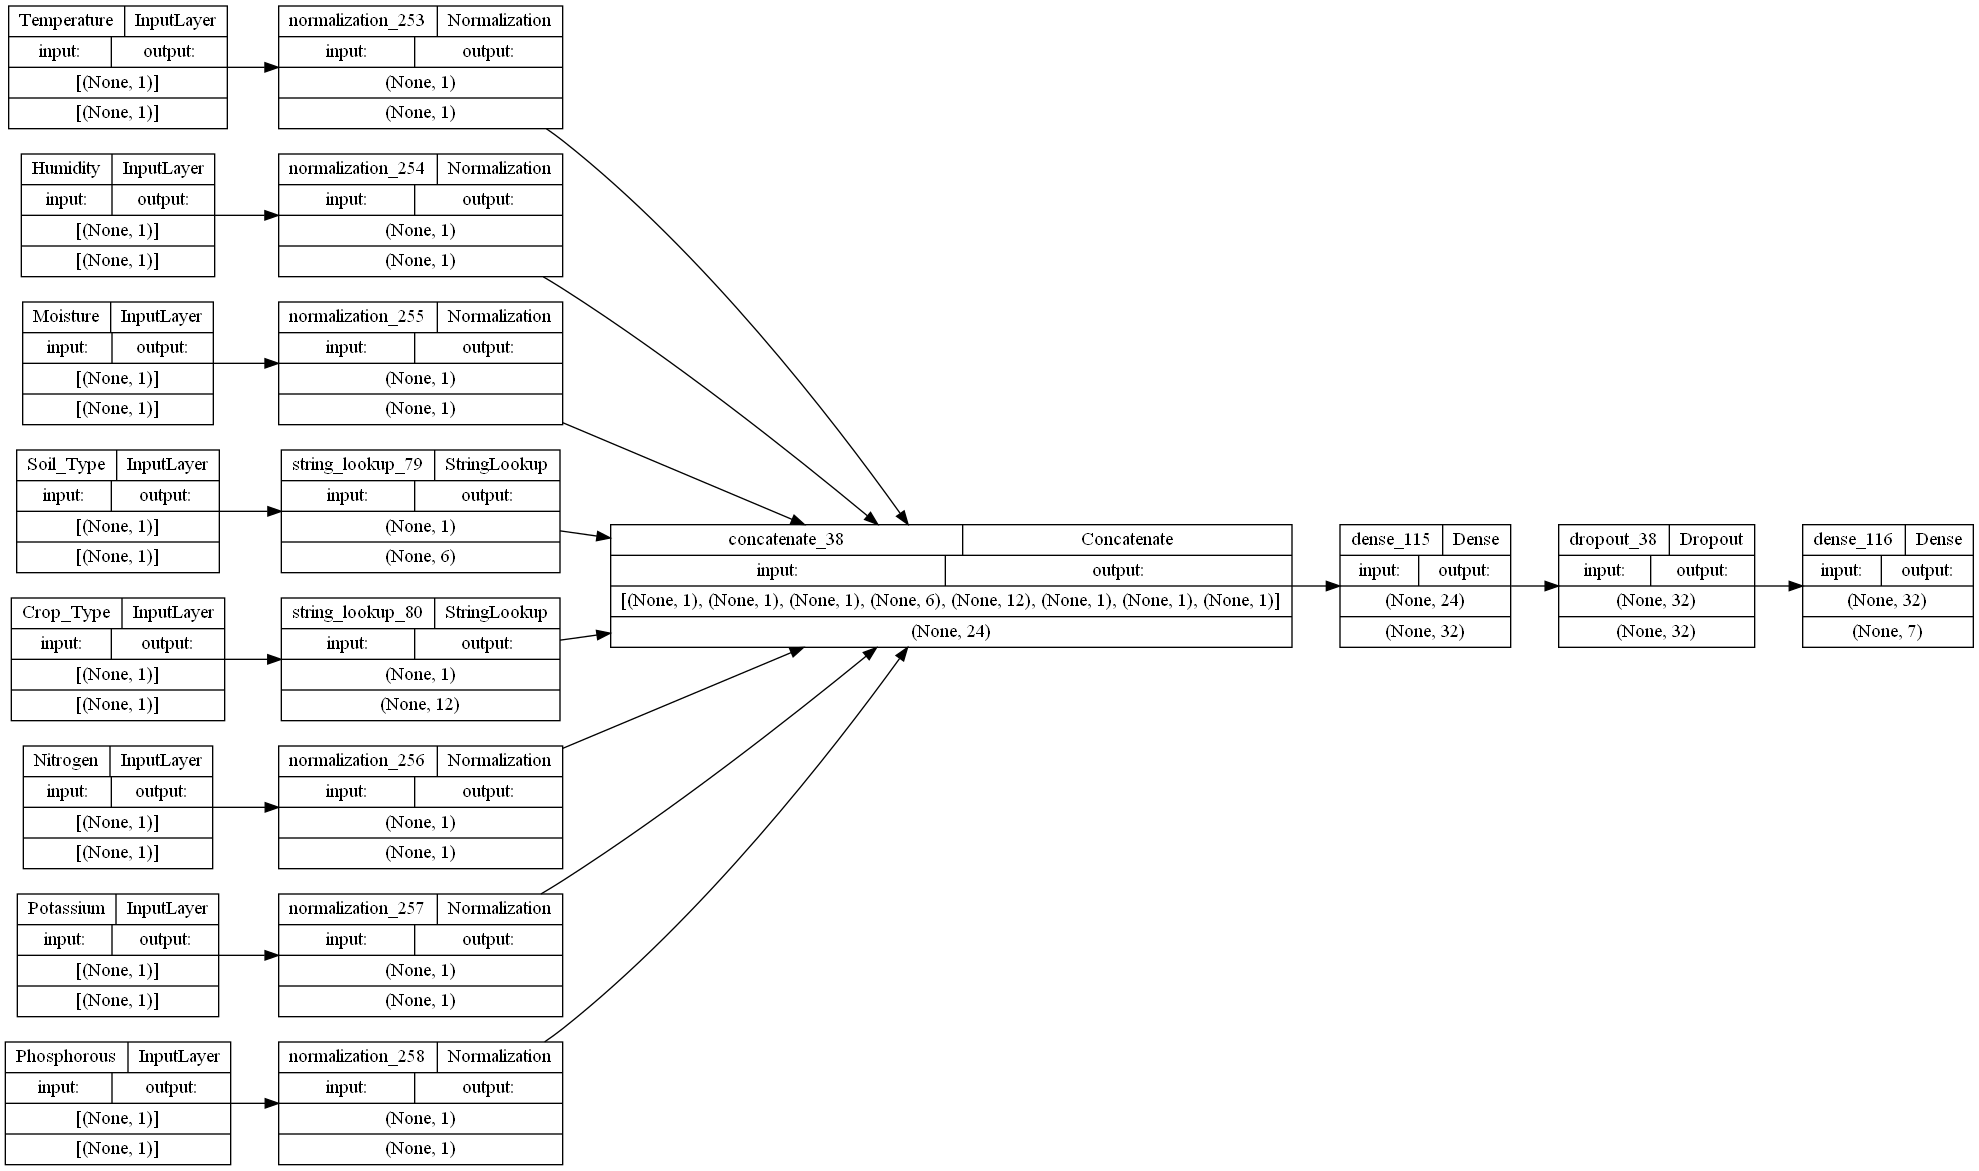 Temperature InputLayer
input: output:
[(None, 1)]
[(None, 1)]
normalization_253 Normalization
input: output:
(None, 1)
(None, 1)
Humidity InputLayer
input: output:
[(None, 1)]
[(None, 1)]
normalization_254 Normalization
input: output:
(None, 1)
(None, 1)
Moisture InputLayer
input: output:
[(None, 1)]
[(None, 1)]
normalization_255 Normalization
input: output:
(None, 1)
(None, 1)
Soil_Type InputLayer
input: output:
[(None, 1)]
[(None, 1)]
string_lookup_79 StringLookup
input: output:
(None, 1)
(None, 6)
Crop_Type InputLayer
input: output:
[(None, 1)]
[(None, 1)]
string_lookup_80 StringLookup
input: output:
(None, 1)
(None, 12)
Nitrogen InputLayer
input: output:
[(None, 1)]
[(None, 1)]
normalization_256 Normalization
input: output:
(None, 1)
(None, 1)
Potassium InputLayer
input: output:
[(None, 1)]
[(None, 1)]
normalization_257 Normalization
input: output:
(None, 1)
(None, 1)
Phosphorous InputLayer
input: output:
[(None, 1)]
[(None, 1)]
normalization_258 Normalization
input: output:
(None, 1)
(None, 1)
concatenate_38 Concatenate
input: output:
[(None, 1), (None, 1), (None, 1), (None, 6), (None, 12), (None, 1), (None, 1), (None, 1)]
(None, 24)
dense_115 Dense
input: output:
(None, 24)
(None, 32)
dropout_38 Dropout
input: output:
(None, 32)
(None, 32)
dense_116 Dense
input: output:
(None, 32)
(None, 7)